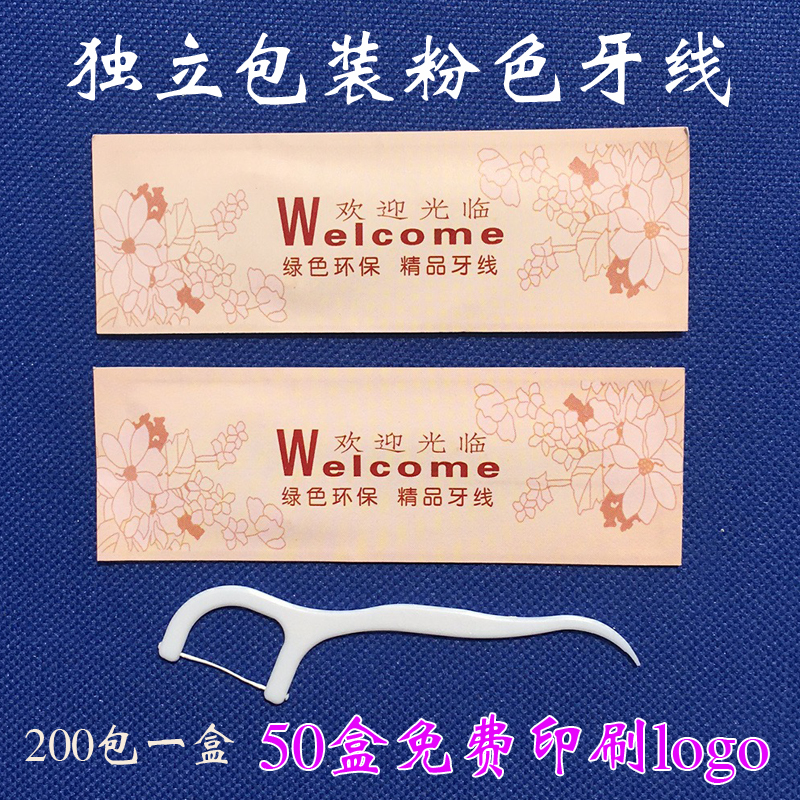 独立包装粉色牙线
欢迎光临
Welcome
绿色环保 精品牙线
欢迎光临
Welcome
绿色环保 精品牙线
200包一盒 50盒免费印刷logo